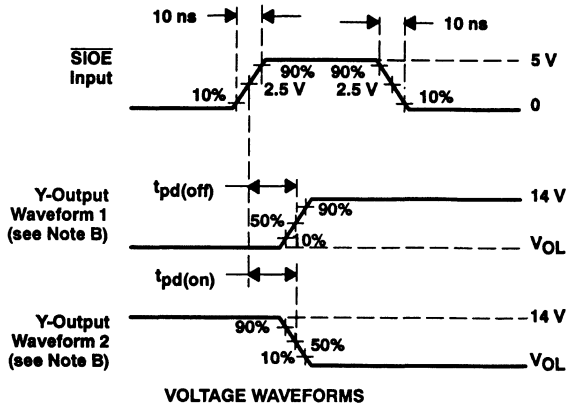 10 ns
10 ns
SIOE
Input
5 V
90% 90%
2.5 V 2.5 V
10% 10%
0
tpd(off)
Y-Output
Waveform 1
(see Note B)
14 V
90%
50%
10%
VOL
tpd(on)
Y-Output
Waveform 2
(see Note B)
14 V
90%
50%
10%
VOL
VOLTAGE WAVEFORMS